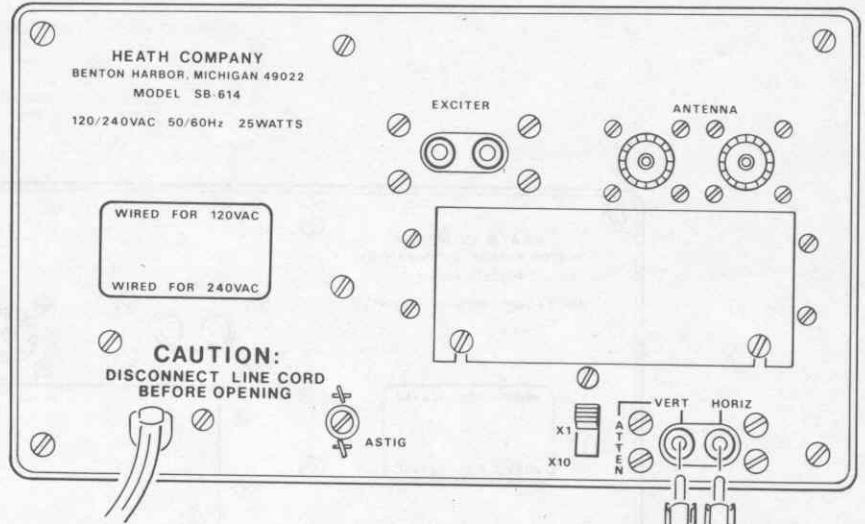 HEATH COMPANY
BENTON HARBOR, MICHIGAN 49022
MODEL SB-614
120/240VAC 50/60Hz 25WATTS
EXCITER
ANTENNA
WIRED FOR 120VAC
WIRED FOR 240VAC
CAUTION:
DISCONNECT LINE CORD
BEFORE OPENING
ASTIG
VERT HORIZ
X1
X10
ATTEN